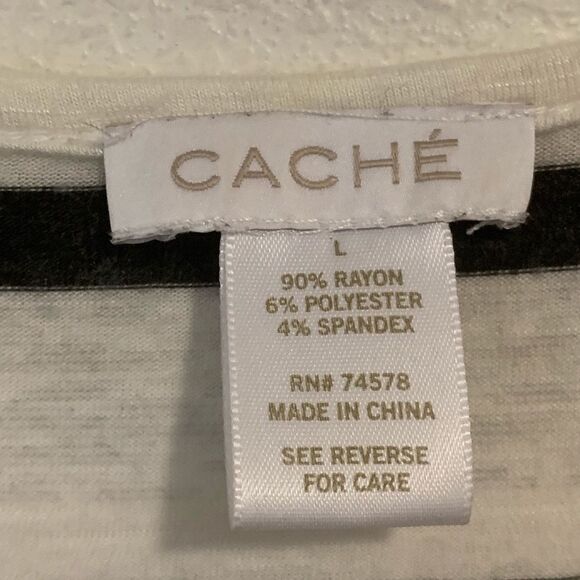 CACHÉ
L
90% RAYON
6% POLYESTER
4% SPANDEX
RN# 74578
MADE IN CHINA
SEE REVERSE
FOR CARE